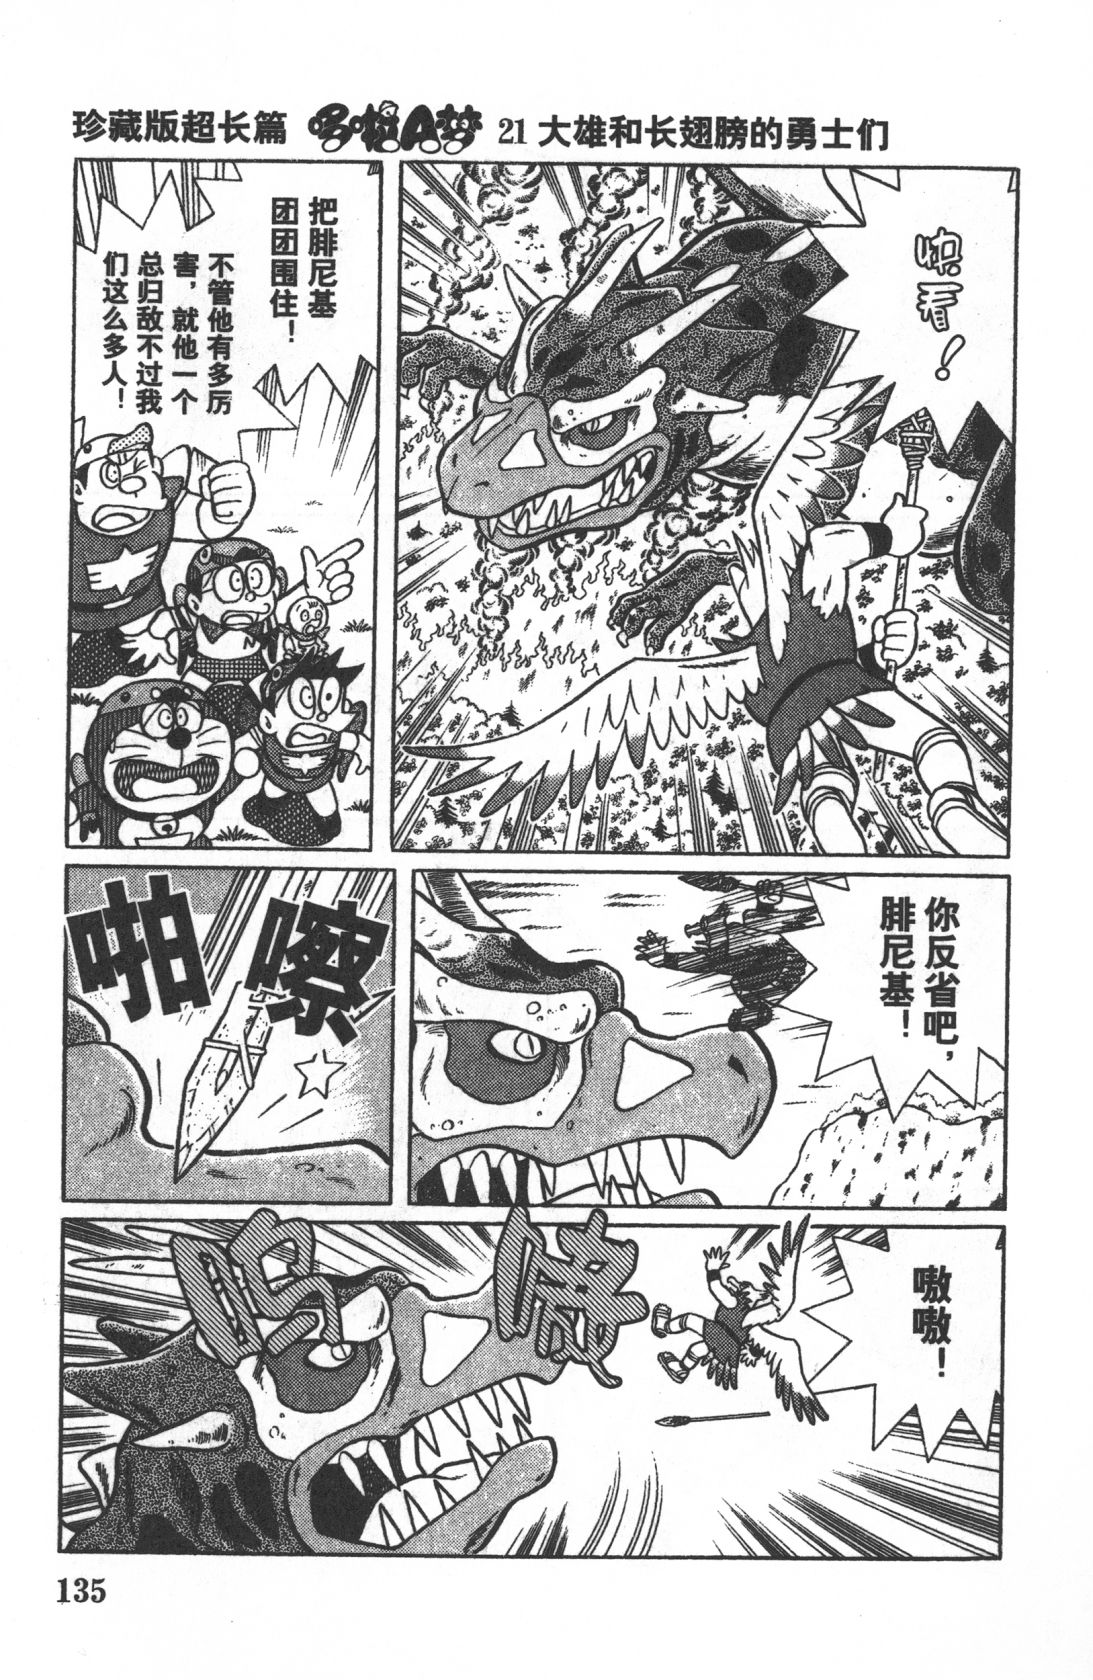 珍藏版超长篇 哆啦A梦 21 大雄和长翅膀的勇士们
快看！
把腓尼基
团团围住！
不管他有多厉
害，就他一个
总归敌不过我
们这么多人！
你反省吧，
腓尼基！
啪嚓
嗷嗷！
呜嗷
135